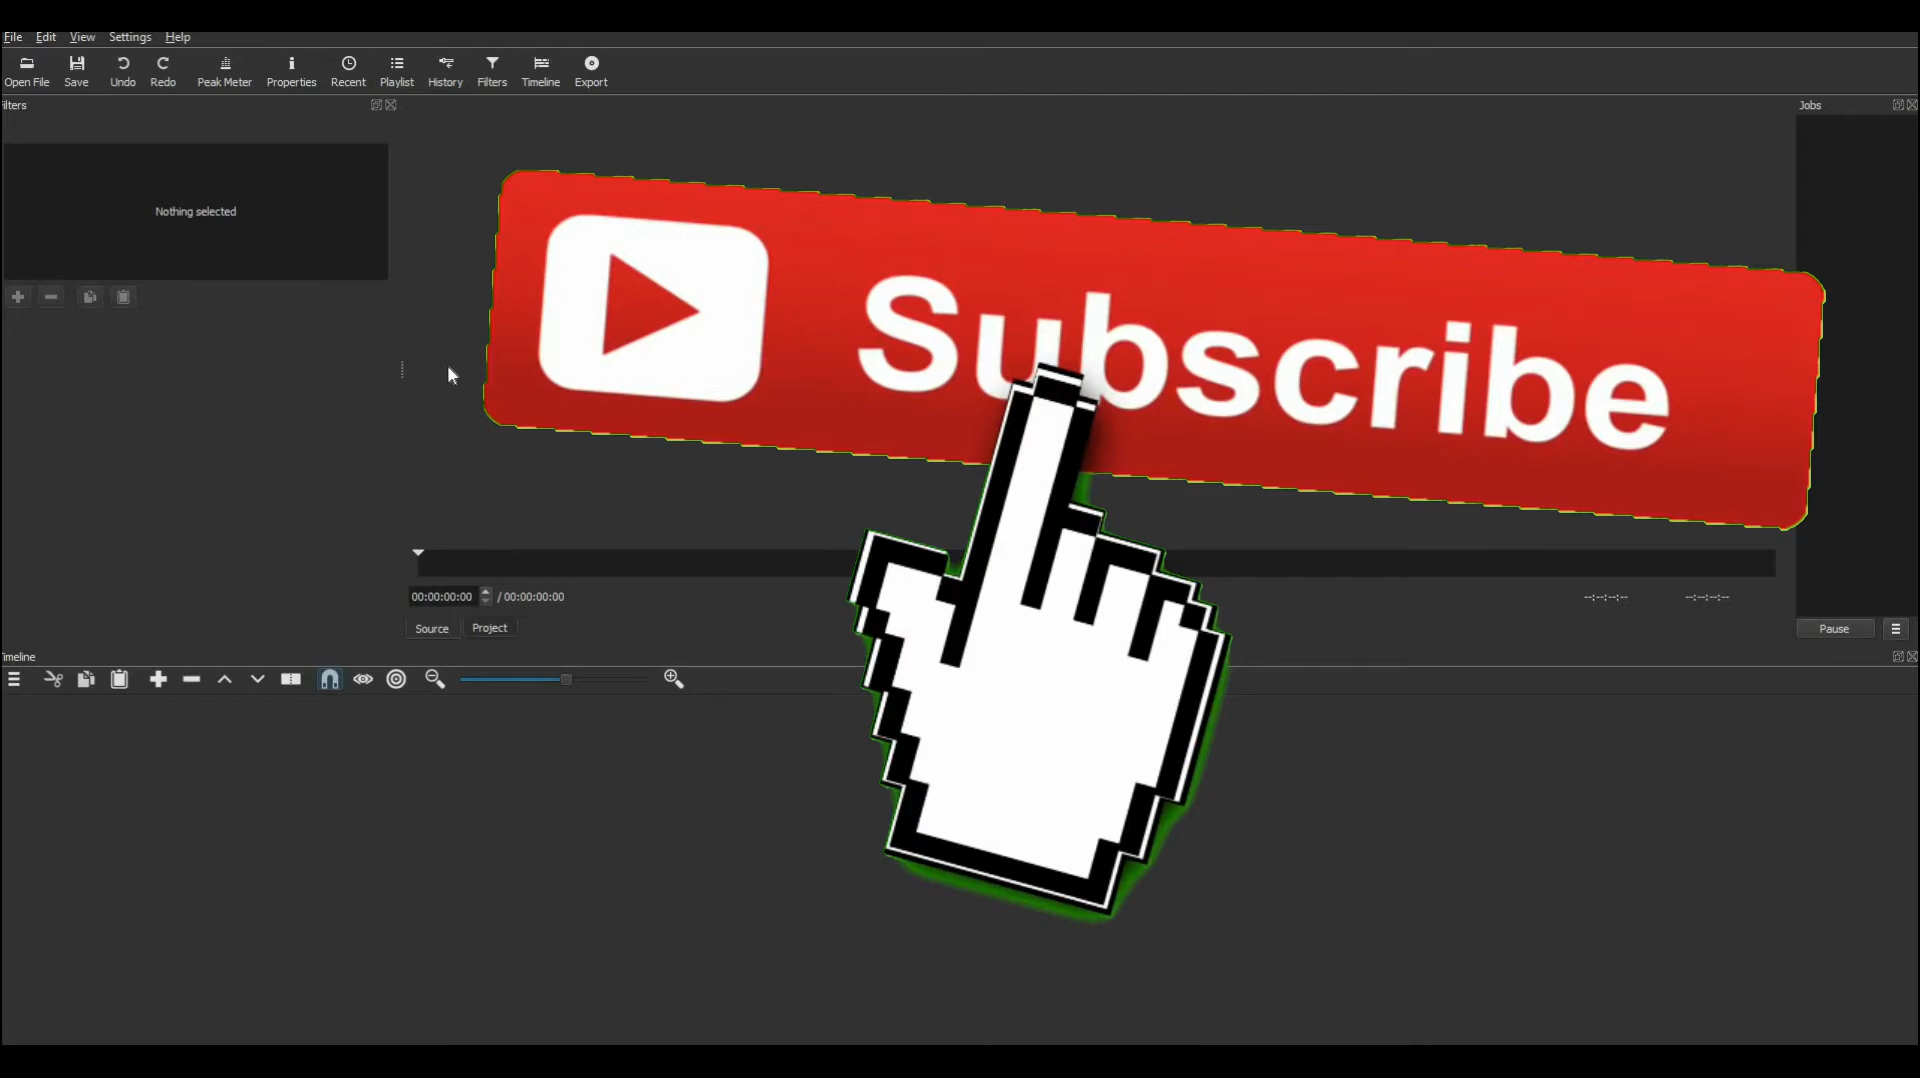 File Edit View Settings Help
Open File Save Undo Redo Peak Meter Properties Recent Playlist History Filters Timeline Export
ilters
Jobs
Nothing selected
Subscribe
00:00:00:00 / 00:00:00:00
--:--:--:-- --:--:--:--
Source Project
Pause
imeline